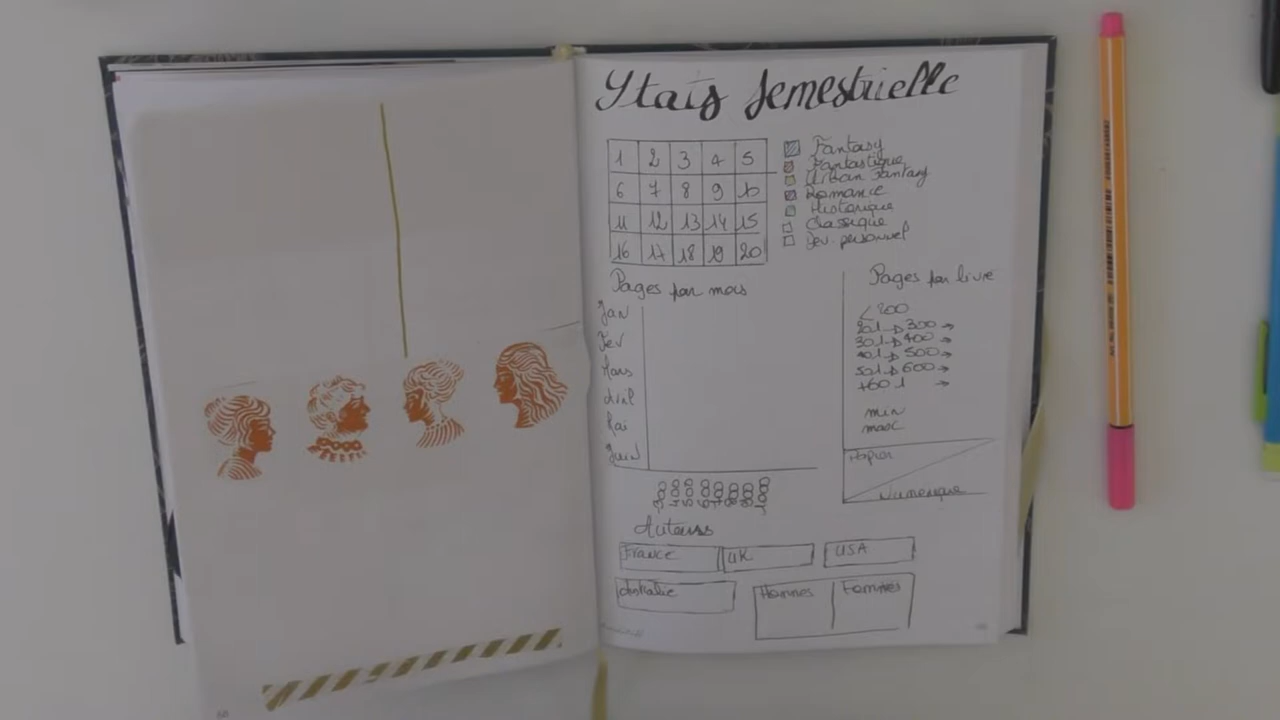 Stats Semestrielle
1 2 3 4 5
6 7 8 9 10
11 12 13 14 15
16 17 18 19 20
Fantasy
Fantastique
Urban Fantasy
Romance
Historique
Classique
Dev. personnel
Pages par mois
Jan
Fev
Mars
Avril
Mai
Juin
Pages par livre
< 200
201 → 300 →
301 → 400
401 → 500 →
501 → 600 →
+601 →
min
max
Papier
Numerique
Auteurs
France
UK
USA
Australie
Hommes
Femmes